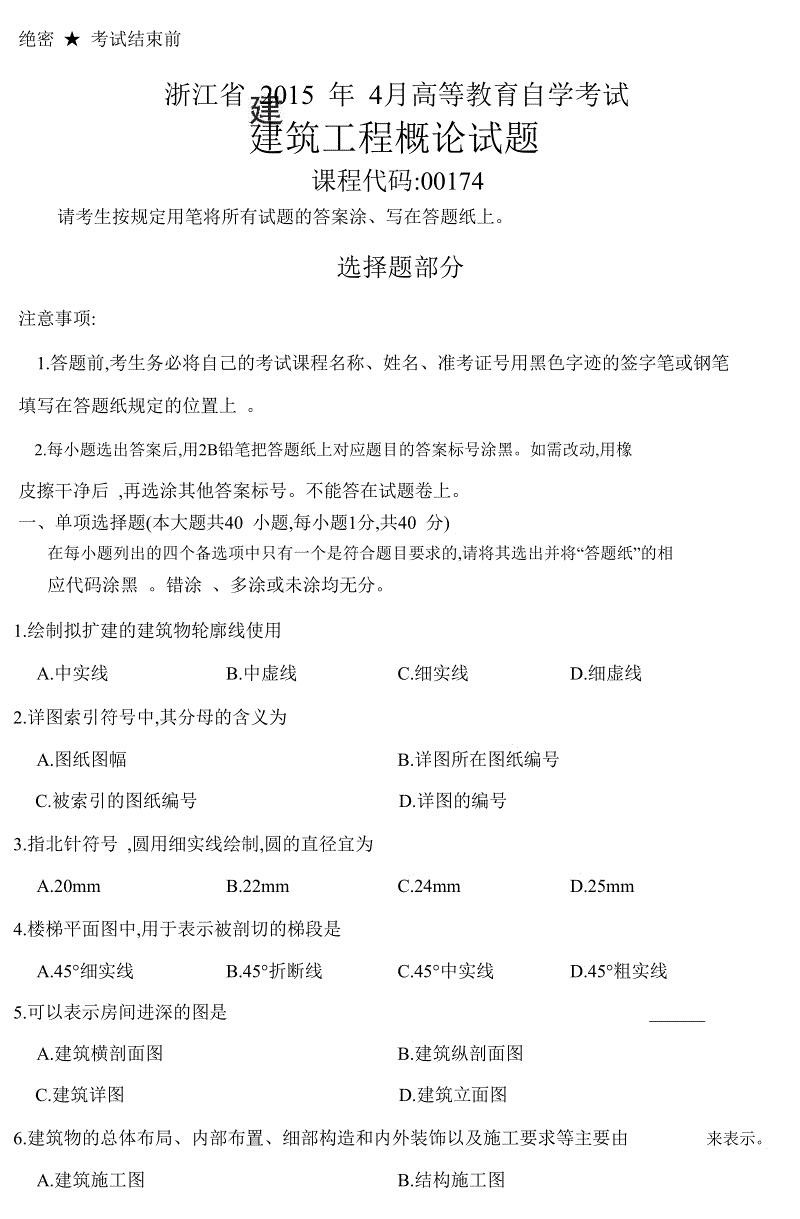 绝密 ★ 考试结束前
浙江省 2015 年 4月高等教育自学考试
建
建筑工程概论试题
课程代码:00174
请考生按规定用笔将所有试题的答案涂、写在答题纸上。
选择题部分
注意事项:
1.答题前,考生务必将自己的考试课程名称、姓名、准考证号用黑色字迹的签字笔或钢笔
填写在答题纸规定的位置上 。
2.每小题选出答案后,用2B铅笔把答题纸上对应题目的答案标号涂黑。如需改动,用橡
皮擦干净后 ,再选涂其他答案标号。不能答在试题卷上。
一、单项选择题(本大题共40 小题,每小题1分,共40 分)
在每小题列出的四个备选项中只有一个是符合题目要求的,请将其选出并将“答题纸”的相
应代码涂黑 。错涂 、多涂或未涂均无分。
1.绘制拟扩建的建筑物轮廓线使用
A.中实线 B.中虚线 C.细实线 D.细虚线
2.详图索引符号中,其分母的含义为
A.图纸图幅 B.详图所在图纸编号
C.被索引的图纸编号 D.详图的编号
3.指北针符号 ,圆用细实线绘制,圆的直径宜为
A.20mm B.22mm C.24mm D.25mm
4.楼梯平面图中,用于表示被剖切的梯段是
A.45°细实线 B.45°折断线 C.45°中实线 D.45°粗实线
5.可以表示房间进深的图是 ______
A.建筑横剖面图 B.建筑纵剖面图
C.建筑详图 D.建筑立面图
6.建筑物的总体布局、内部布置、细部构造和内外装饰以及施工要求等主要由 来表示。
A.建筑施工图 B.结构施工图